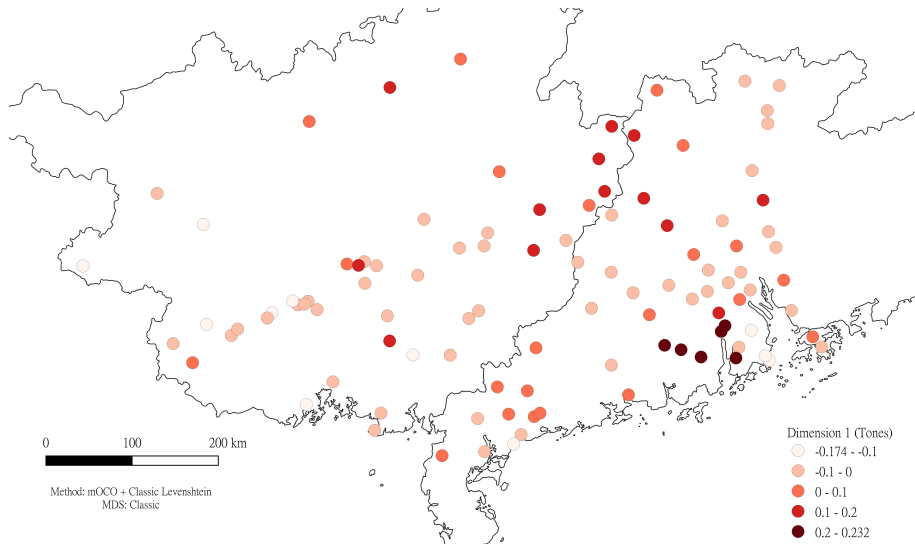 0 100 200 km
Method: mOCO + Classic Levenshtein
MDS: Classic
Dimension 1 (Tones)
-0.174 - -0.1
-0.1 - 0
0 - 0.1
0.1 - 0.2
0.2 - 0.232